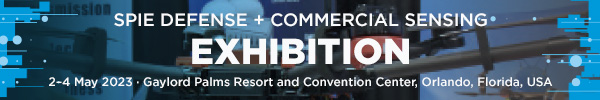 SPIE DEFENSE + COMMERCIAL SENSING
EXHIBITION
2–4 May 2023 · Gaylord Palms Resort and Convention Center, Orlando, Florida, USA